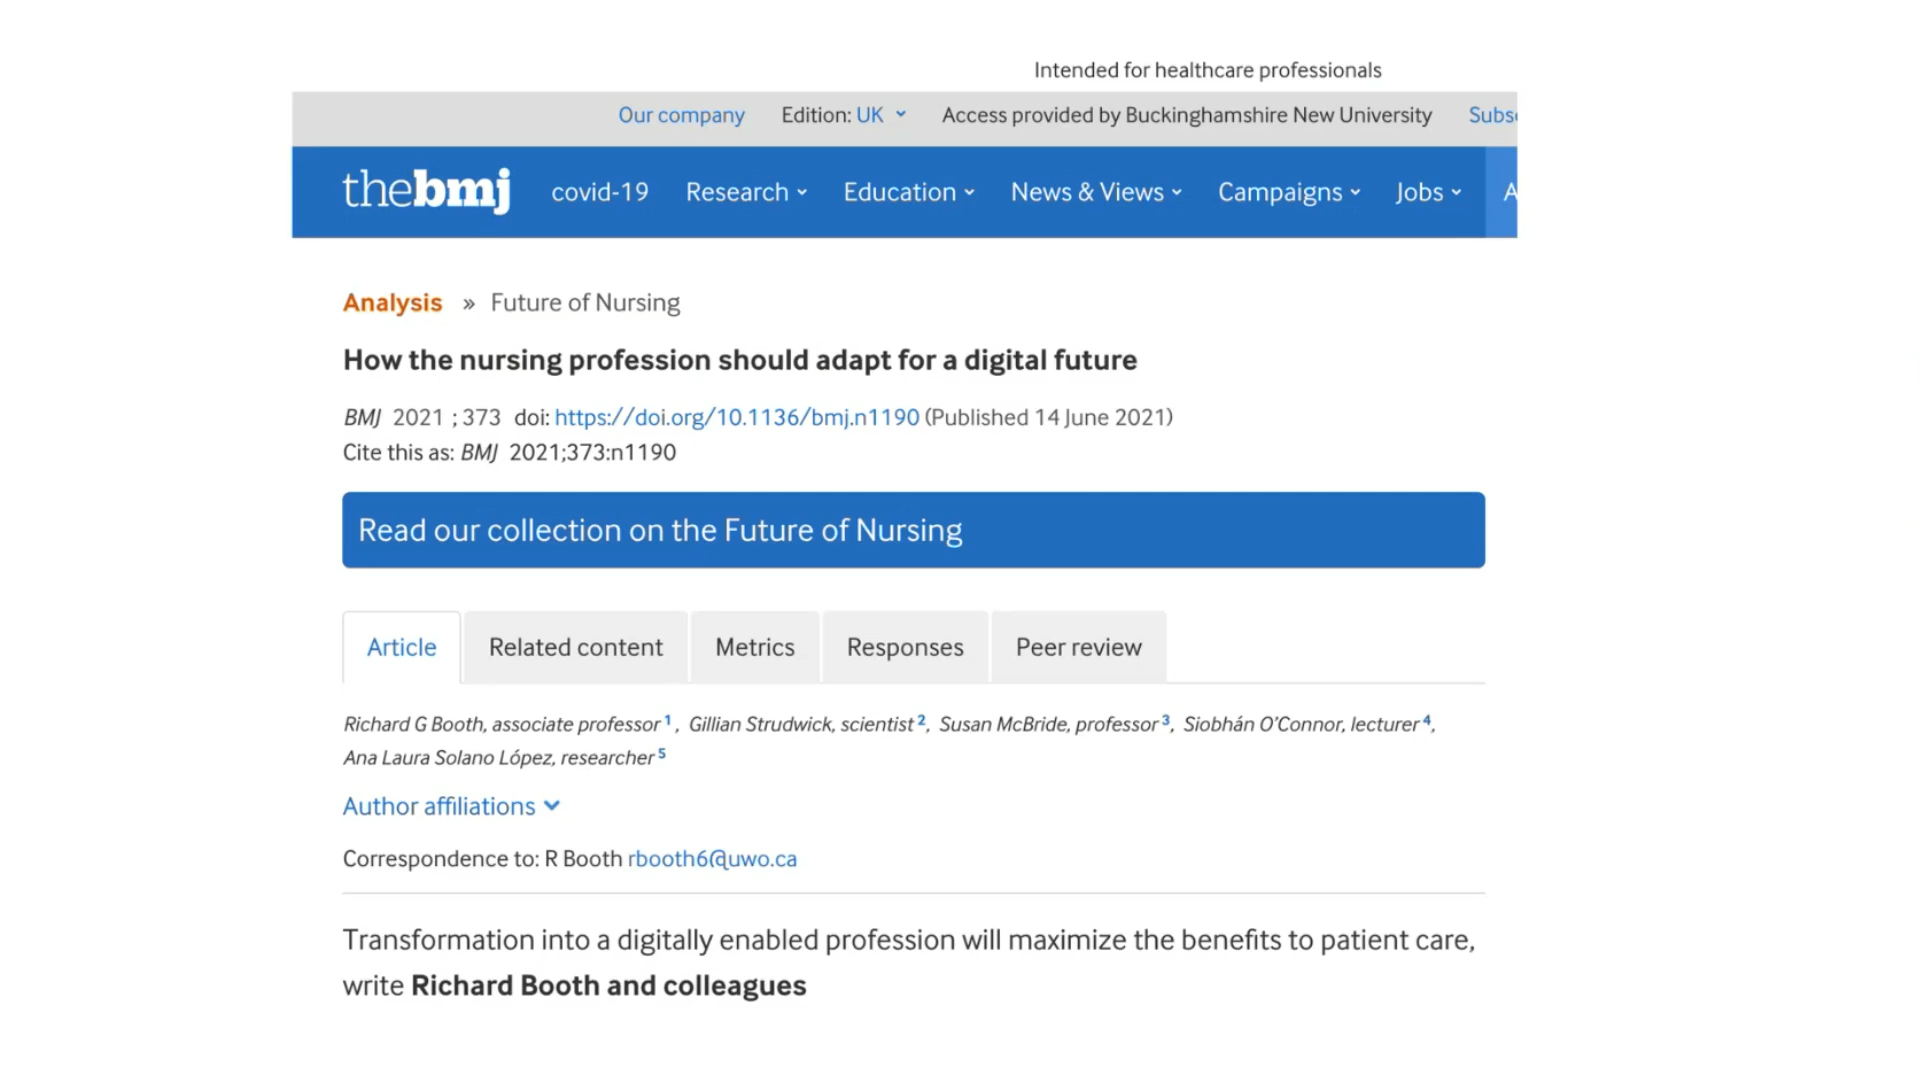 Intended for healthcare professionals
Our company Edition: UK Access provided by Buckinghamshire New University
thebmj covid-19 Research Education News & Views Campaigns Jobs
Analysis » Future of Nursing
How the nursing profession should adapt for a digital future
BMJ 2021 ; 373 doi: https://doi.org/10.1136/bmj.n1190 (Published 14 June 2021)
Cite this as: BMJ 2021;373:n1190
Read our collection on the Future of Nursing
Article Related content Metrics Responses Peer review
Richard G Booth, associate professor 1, Gillian Strudwick, scientist 2, Susan McBride, professor 3, Siobhán O'Connor, lecturer 4,
Ana Laura Solano López, researcher 5
Author affiliations
Correspondence to: R Booth rbooth6@uwo.ca
Transformation into a digitally enabled profession will maximize the benefits to patient care,
write Richard Booth and colleagues